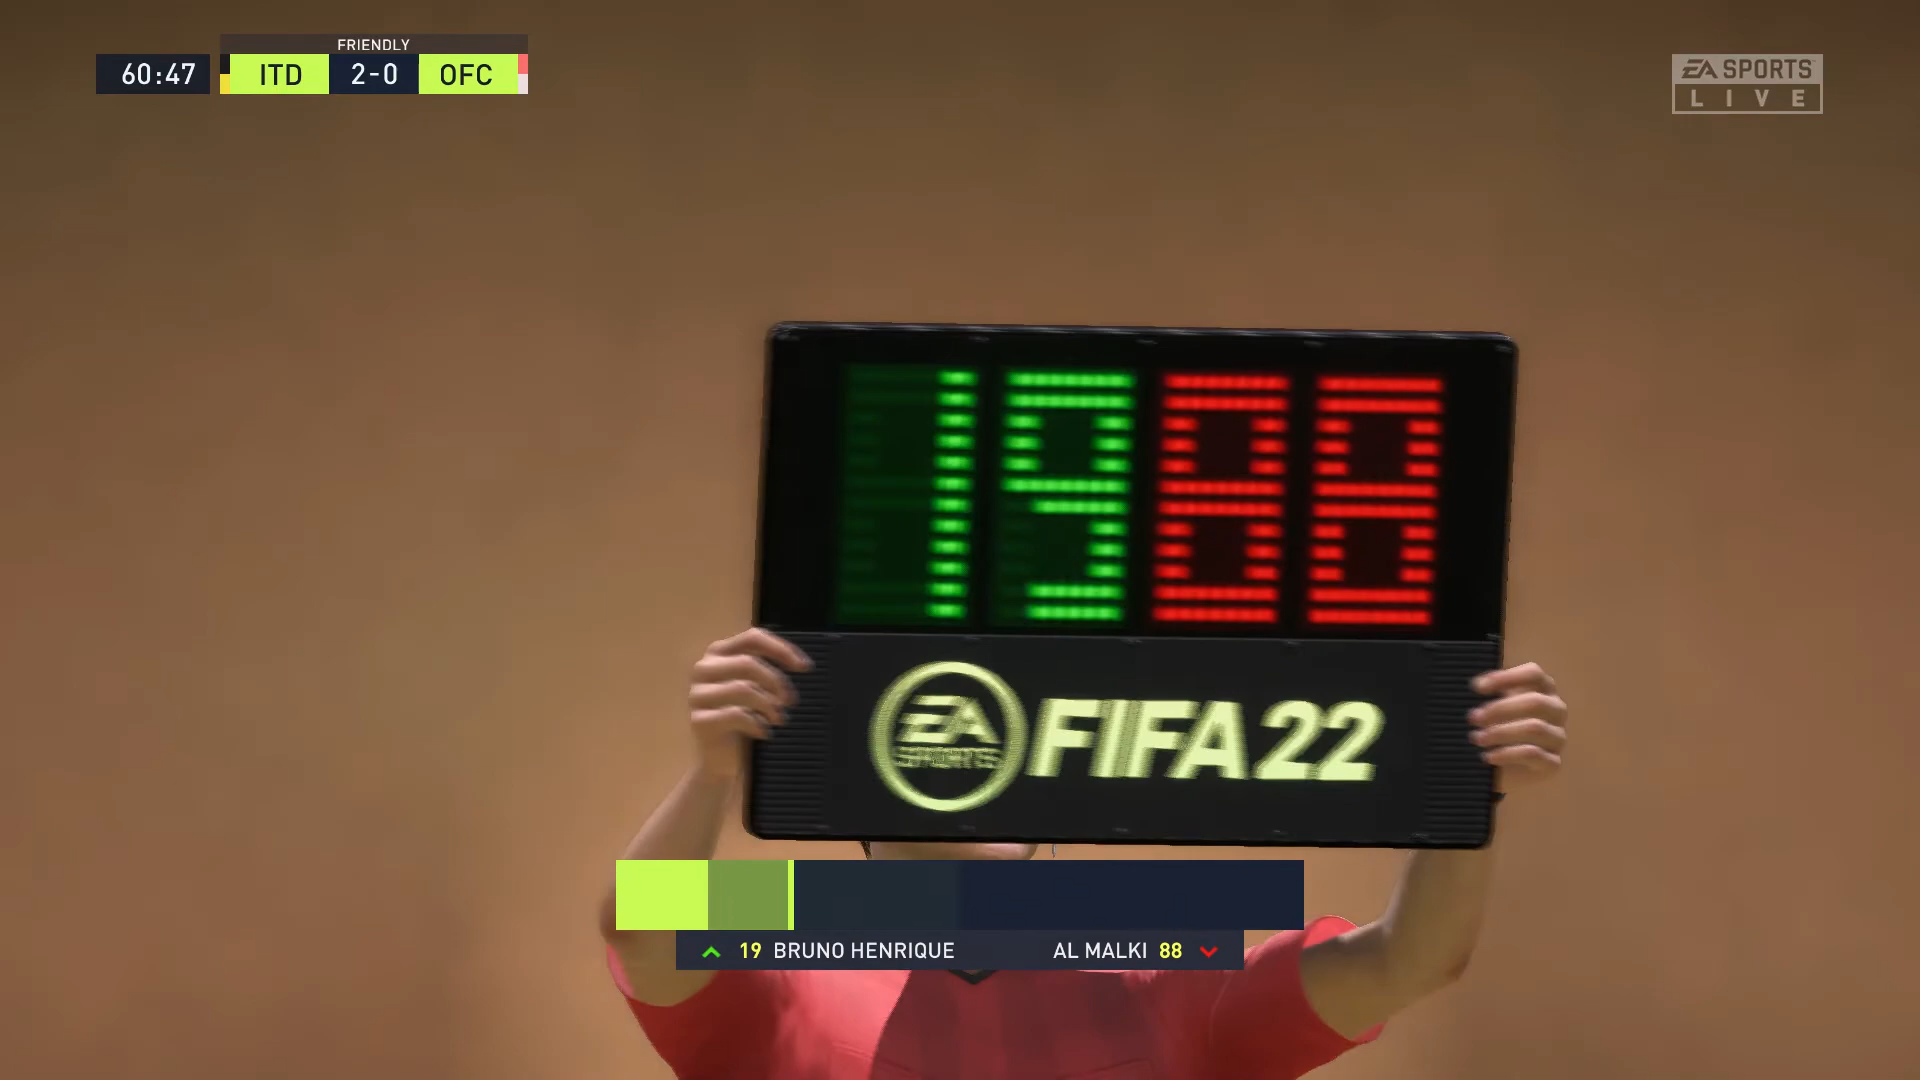 FRIENDLY
60:47 ITD 2-0 OFC
EA SPORTS
LIVE
19 88
EA SPORTS FIFA 22
19 BRUNO HENRIQUE AL MALKI 88